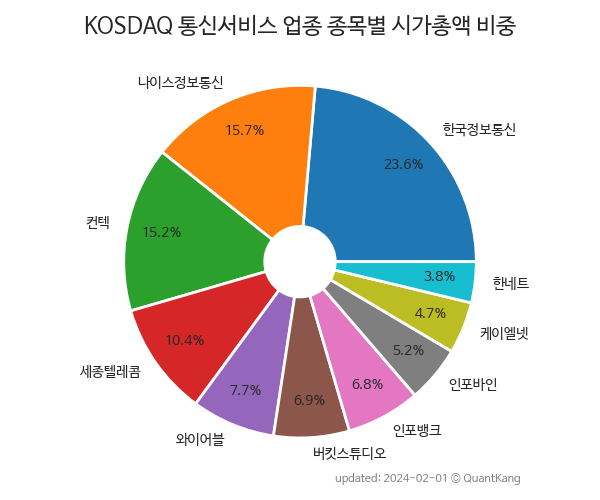 KOSDAQ 통신서비스 업종 종목별 시가총액 비중
나이스정보통신
15.7%
한국정보통신
23.6%
컨텍
15.2%
한네트
3.8%
케이엘넷
4.7%
세종텔레콤
10.4%
인포바인
5.2%
와이어블
7.7%
버킷스튜디오
6.9%
인포뱅크
6.8%
updated: 2024-02-01 © QuantKang